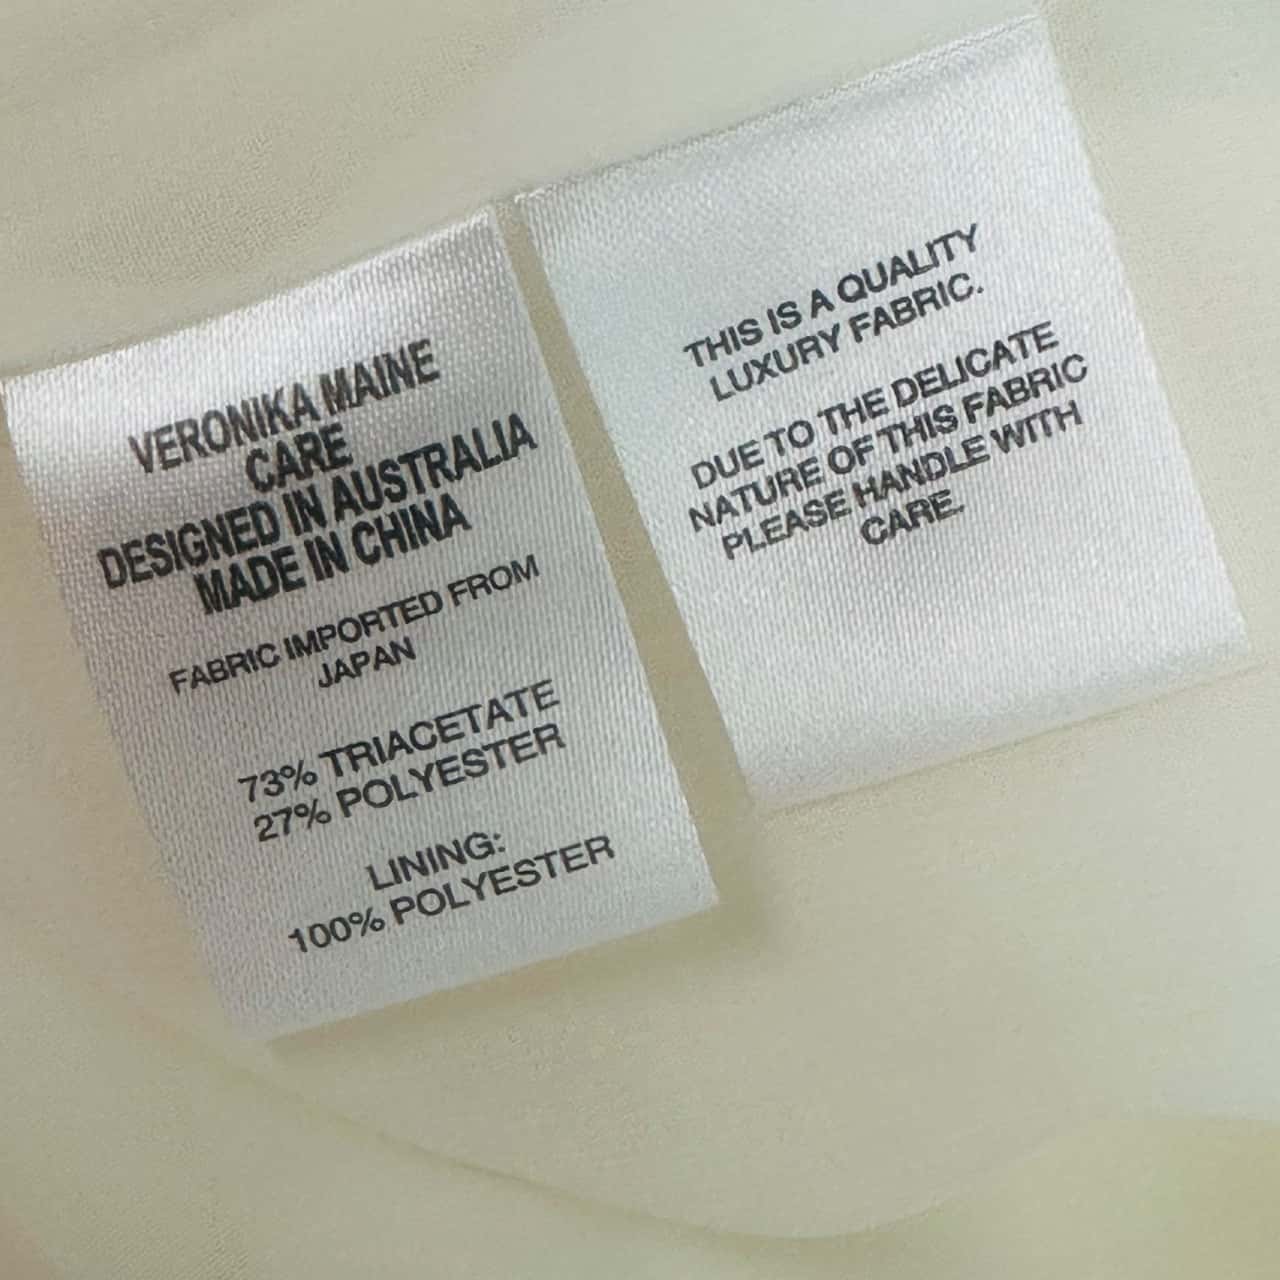 VERONIKA MAINE
CARE
DESIGNED IN AUSTRALIA
MADE IN CHINA
FABRIC IMPORTED FROM
JAPAN
73% TRIACETATE
27% POLYESTER
LINING:
100% POLYESTER
THIS IS A QUALITY
LUXURY FABRIC.
DUE TO THE DELICATE
NATURE OF THIS FABRIC
PLEASE HANDLE WITH
CARE.